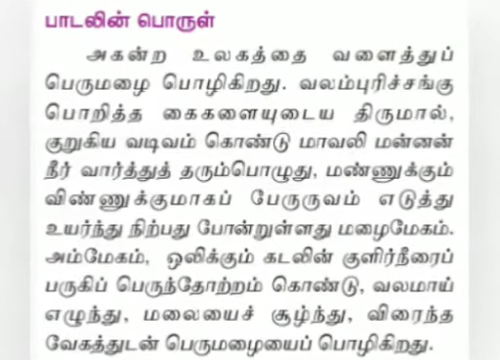 பாடலின் பொருள்
அகன்ற உலகத்தை வளைத்துப்
பெருமழை பொழிகிறது. வலம்புரிச்சங்கு
பொறித்த கைகளையுடைய திருமால்,
குறுகிய வடிவம் கொண்டு மாவலி மன்னன்
நீர் வார்த்துத் தரும்பொழுது, மண்ணுக்கும்
விண்ணுக்குமாகப் பேருருவம் எடுத்து
உயர்ந்து நிற்பது போன்றுள்ளது மழைமேகம்.
அம்மேகம், ஒலிக்கும் கடலின் குளிர்நீரைப்
பருகிப் பெருந்தோற்றம் கொண்டு, வலமாய்
எழுந்து, மலையைச் சூழ்ந்து, விரைந்த
வேகத்துடன் பெருமழையைப் பொழிகிறது.